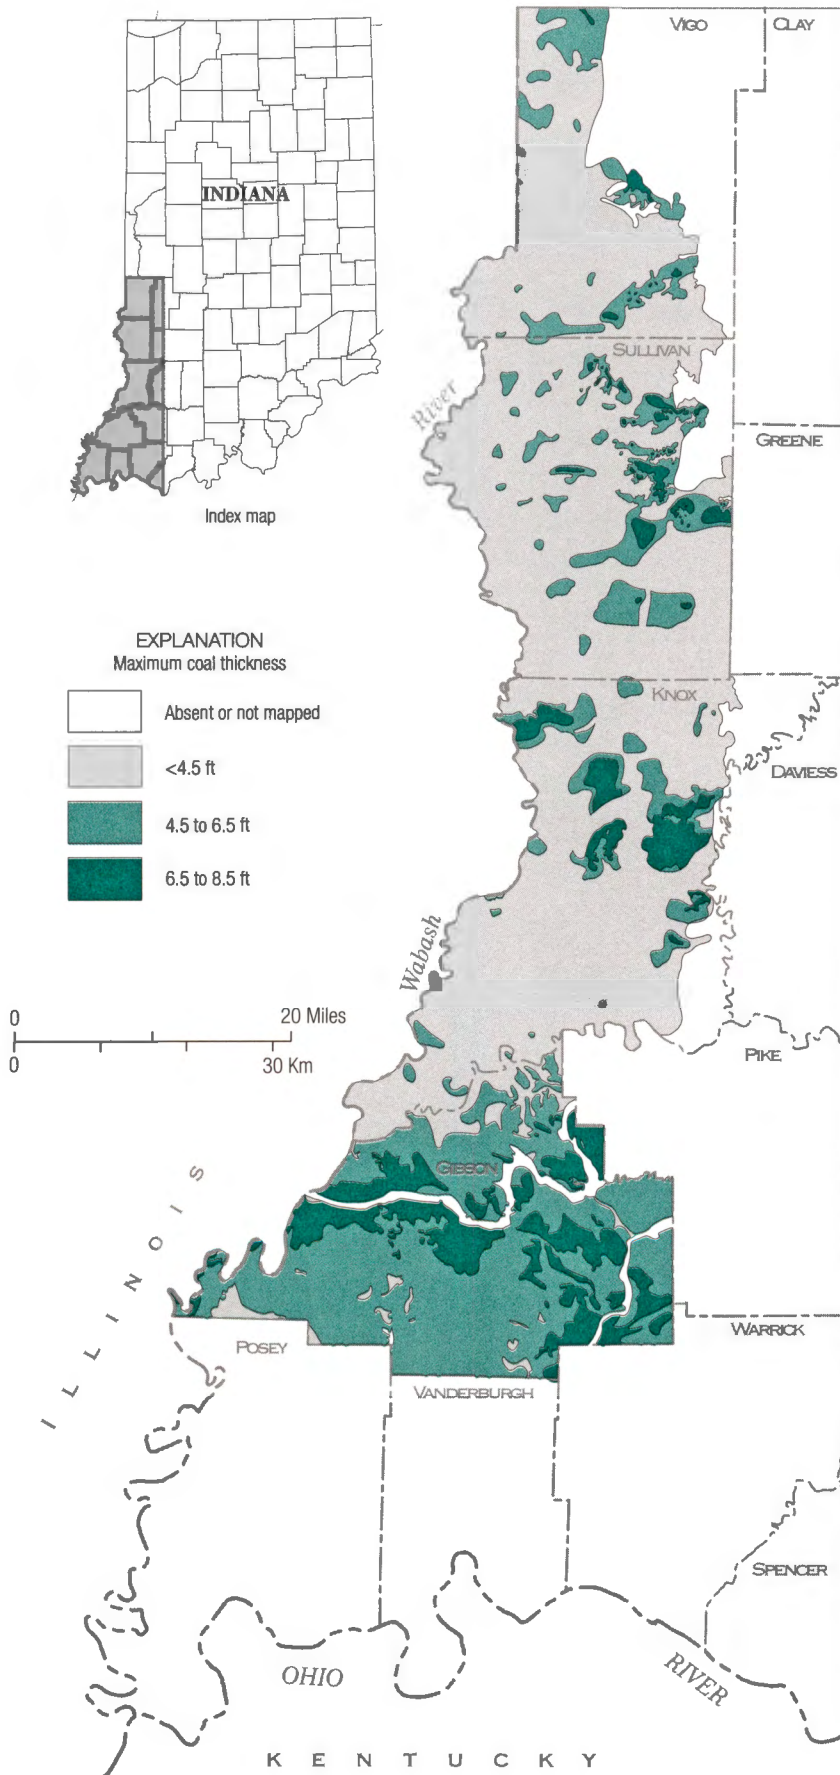 INDIANA
Index map
EXPLANATION
Maximum coal thickness
Absent or not mapped
<4.5 ft
4.5 to 6.5 ft
6.5 to 8.5 ft
0 20 Miles
0 30 Km
VIGO
CLAY
SULLIVAN
River
GREENE
KNOX
DAVIESS
Wabash
PIKE
GIBSON
ILLINOIS
POSEY
WARRICK
VANDERBURGH
SPENCER
OHIO
RIVER
KENTUCKY